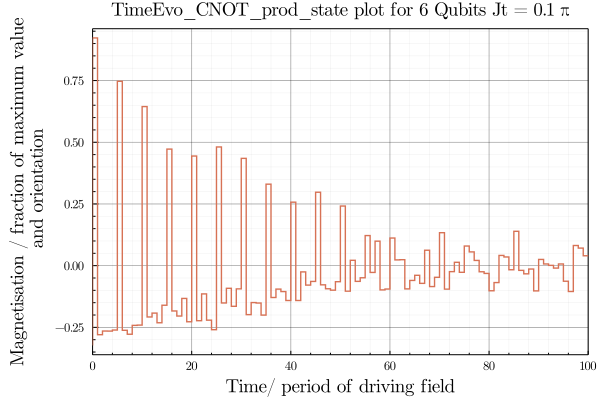 TimeEvo_CNOT_prod_state plot for 6 Qubits Jt = 0.1 π
Magnetisation / fraction of maximum value
and orientation
0.75
0.50
0.25
0.00
−0.25
0 20 40 60 80 100
Time/ period of driving field